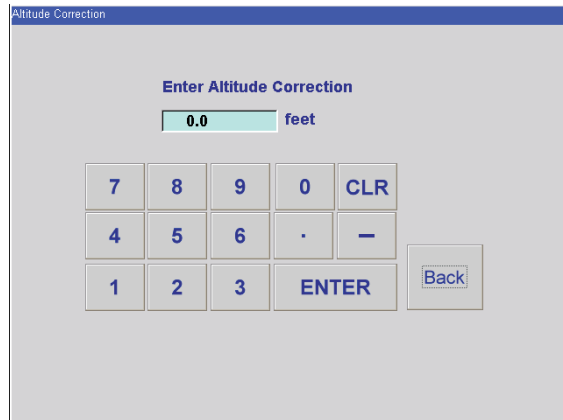 Altitude Correction
Enter Altitude Correction
0.0 feet
7 8 9 0 CLR
4 5 6 . –
1 2 3 ENTER
Back